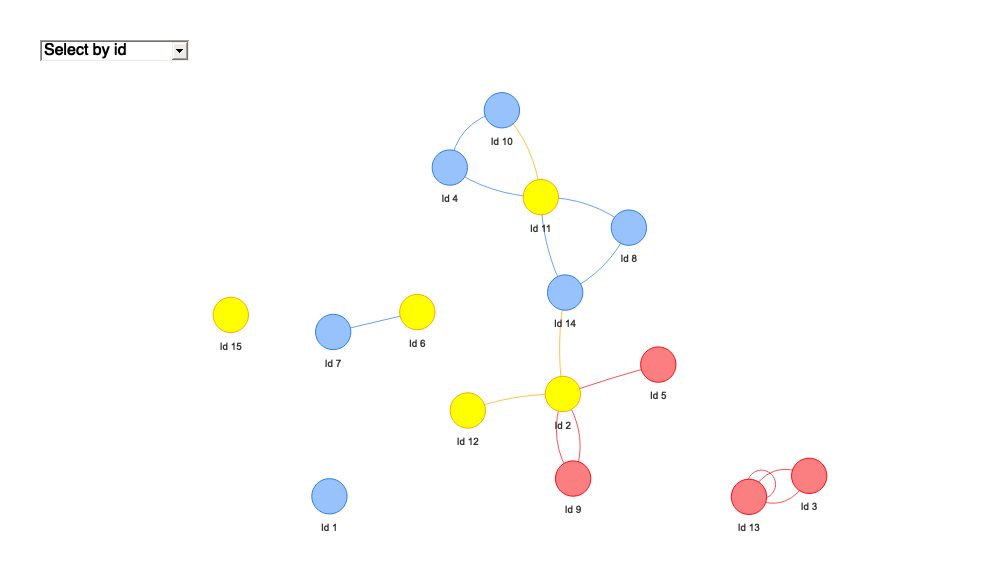 Select by id
Id 10
Id 4
Id 11
Id 8
Id 14
Id 15
Id 6
Id 7
Id 5
Id 2
Id 12
Id 9
Id 3
Id 1
Id 13